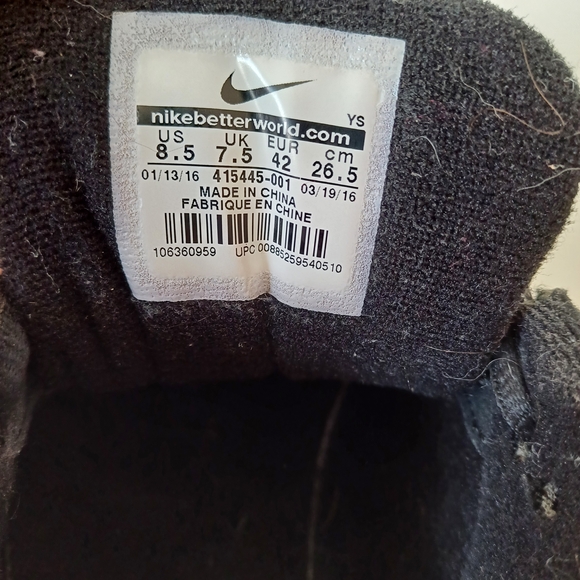 YS
nikebetterworld.com
US UK EUR cm
8.5 7.5 42 26.5
01/13/16 415445-001 03/19/16
MADE IN CHINA
FABRIQUE EN CHINE
106360959 UPC 00885259540510